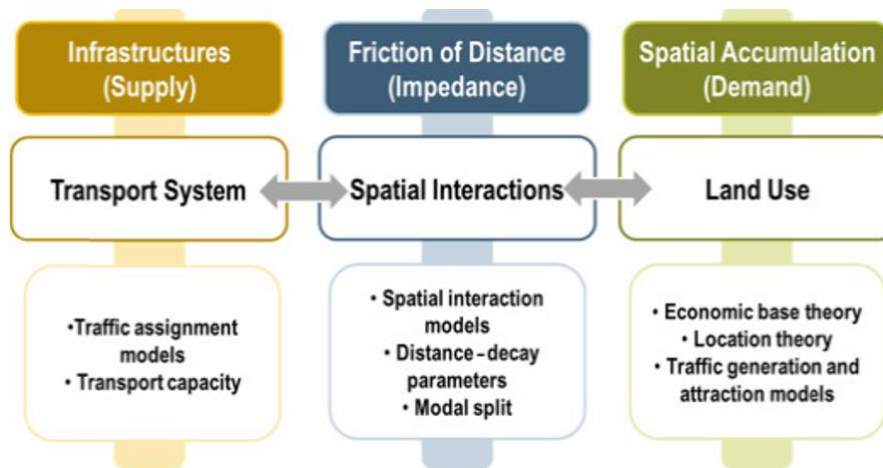 Infrastructures
(Supply)
Friction of Distance
(Impedance)
Spatial Accumulation
(Demand)
Transport System
Spatial Interactions
Land Use
•Traffic assignment
models
• Transport capacity
• Spatial interaction
models
• Distance – decay
parameters
• Modal split
• Economic base theory
• Location theory
• Traffic generation and
attraction models